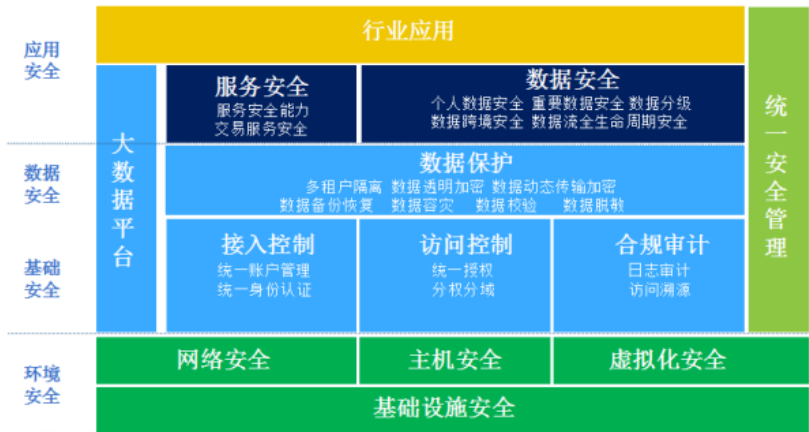 应用
安全
行业应用
服务安全
服务安全能力
交易服务安全
数据安全
个人数据安全 重要数据安全 数据分级
数据跨境安全 数据流全生命周期安全
大数据平台
统一安全管理
数据
安全
数据保护
多租户隔离 数据透明加密 数据动态传输加密
数据备份恢复 数据容灾 数据校验 数据脱敏
基础
安全
接入控制
统一账户管理
统一身份认证
访问控制
统一授权
分权分域
合规审计
日志审计
访问溯源
环境
安全
网络安全
主机安全
虚拟化安全
基础设施安全